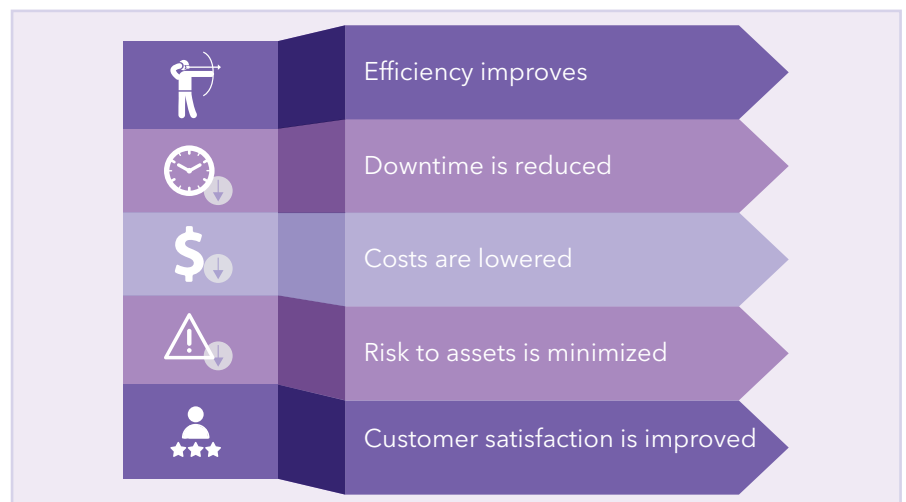 Efficiency improves
Downtime is reduced
Costs are lowered
Risk to assets is minimized
Customer satisfaction is improved